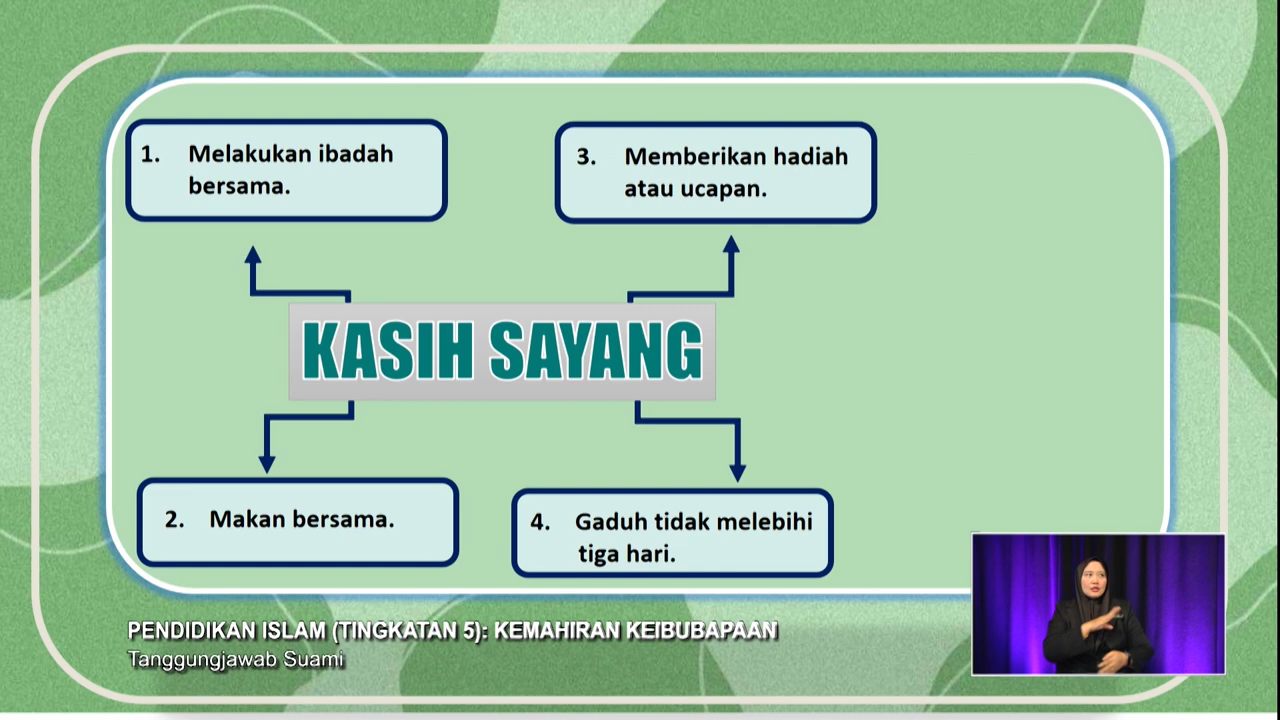 1. Melakukan ibadah
bersama.
3. Memberikan hadiah
atau ucapan.
KASIH SAYANG
2. Makan bersama.
4. Gaduh tidak melebihi
tiga hari.
PENDIDIKAN ISLAM (TINGKATAN 5): KEMAHIRAN KEIBUBAPAAN
Tanggungjawab Suami